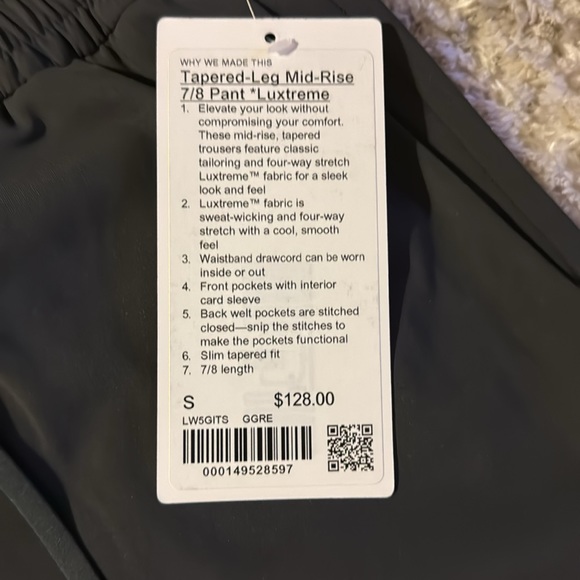 WHY WE MADE THIS
Tapered-Leg Mid-Rise
7/8 Pant *Luxtreme
1. Elevate your look without
compromising your comfort.
These mid-rise, tapered
trousers feature classic
tailoring and four-way stretch
Luxtreme™ fabric for a sleek
look and feel
2. Luxtreme™ fabric is
sweat-wicking and four-way
stretch with a cool, smooth
feel
3. Waistband drawcord can be worn
inside or out
4. Front pockets with interior
card sleeve
5. Back welt pockets are stitched
closed—snip the stitches to
make the pockets functional
6. Slim tapered fit
7. 7/8 length
S $128.00
LW5GITS GGRE
000149528597